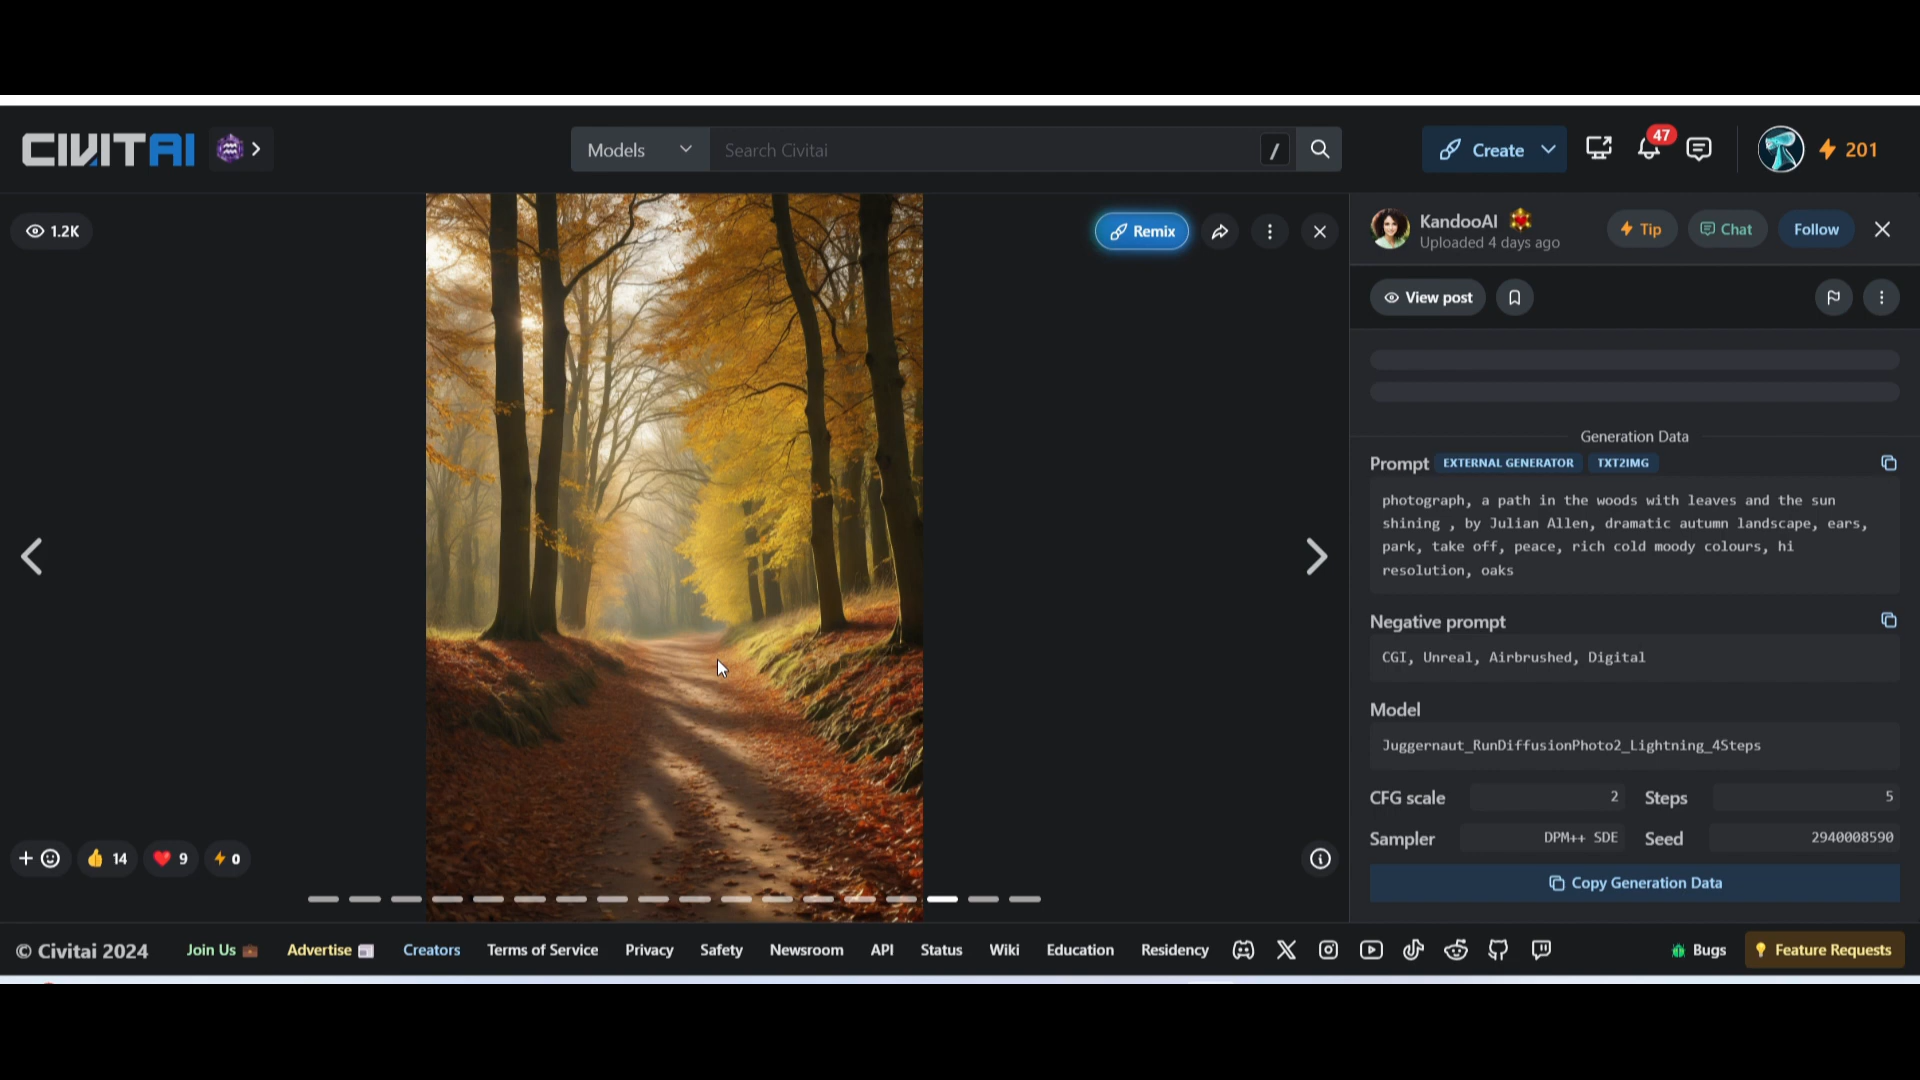 CIVITAI
Models
Search Civitai
/
Create
47
201
1.2K
Remix
KandooAI
Uploaded 4 days ago
Tip
Chat
Follow
View post
Generation Data
Prompt EXTERNAL GENERATOR TXT2IMG
photograph, a path in the woods with leaves and the sun
shining , by Julian Allen, dramatic autumn landscape, ears,
park, take off, peace, rich cold moody colours, hi
resolution, oaks
Negative prompt
CGI, Unreal, Airbrushed, Digital
Model
Juggernaut_RunDiffusionPhoto2_Lightning_4Steps
CFG scale 2 Steps 5
Sampler DPM++ SDE Seed 2940008590
Copy Generation Data
14
9
0
© Civitai 2024
Join Us
Advertise
Creators
Terms of Service
Privacy
Safety
Newsroom
API
Status
Wiki
Education
Residency
Bugs
Feature Requests